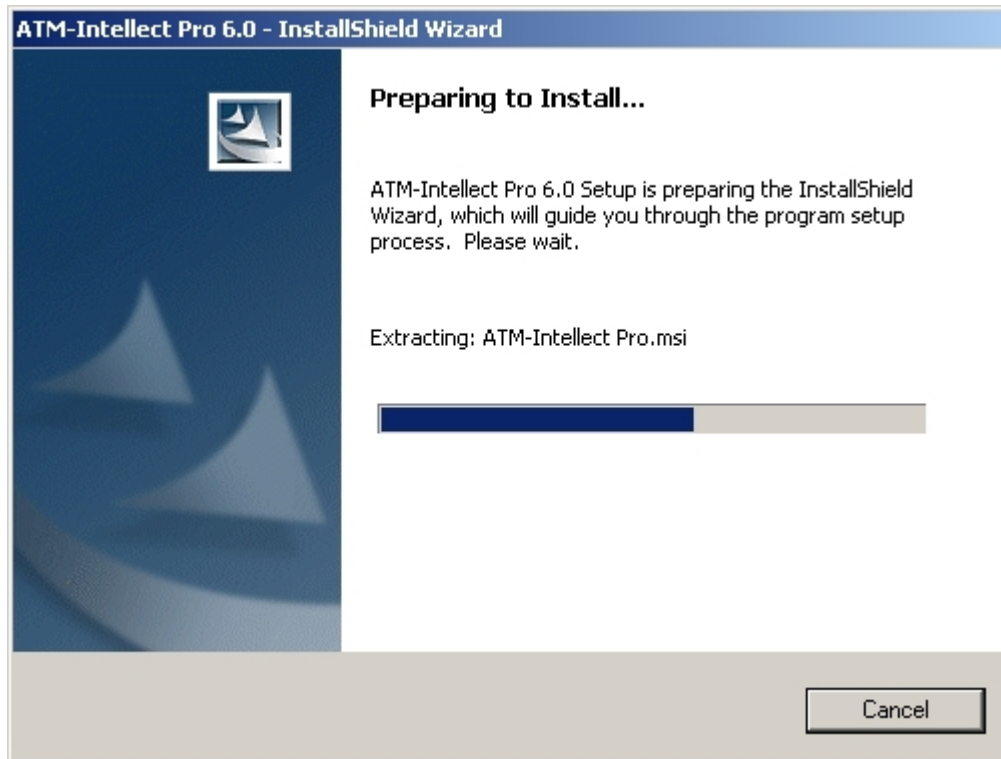 ATM-Intellect Pro 6.0 - InstallShield Wizard
Preparing to Install...
ATM-Intellect Pro 6.0 Setup is preparing the InstallShield
Wizard, which will guide you through the program setup
process.  Please wait.
Extracting: ATM-Intellect Pro.msi
Cancel